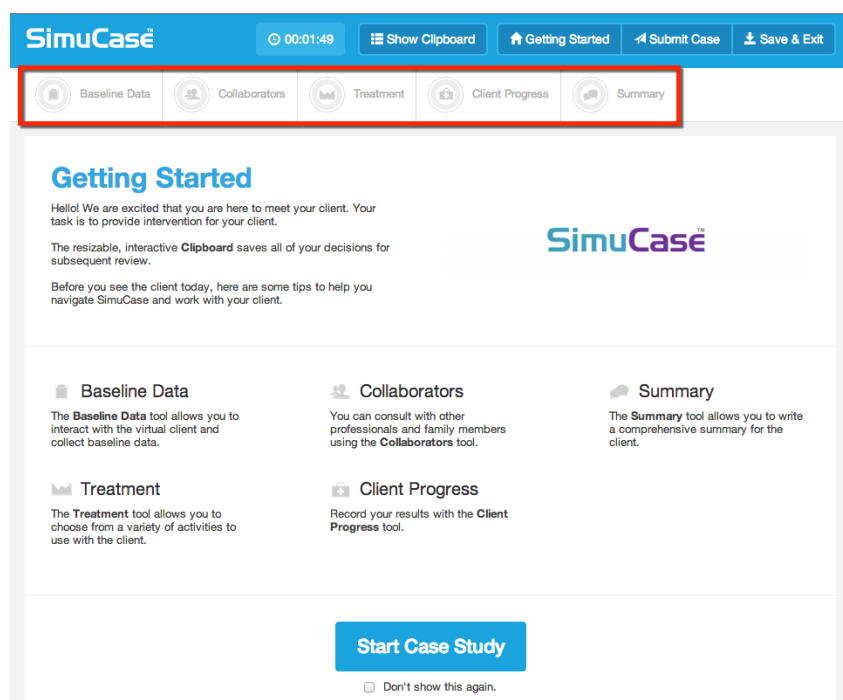 SimuCase™
00:01:49
Show Clipboard
Getting Started
Submit Case
Save & Exit
Baseline Data
Collaborators
Treatment
Client Progress
Summary
Getting Started
Hello! We are excited that you are here to meet your client. Your
task is to provide intervention for your client.
The resizable, interactive Clipboard saves all of your decisions for
subsequent review.
Before you see the client today, here are some tips to help you
navigate SimuCase and work with your client.
SimuCase™
Baseline Data
The Baseline Data tool allows you to
interact with the virtual client and
collect baseline data.
Collaborators
You can consult with other
professionals and family members
using the Collaborators tool.
Summary
The Summary tool allows you to write
a comprehensive summary for the
client.
Treatment
The Treatment tool allows you to
choose from a variety of activities to
use with the client.
Client Progress
Record your results with the Client
Progress tool.
Start Case Study
Don't show this again.